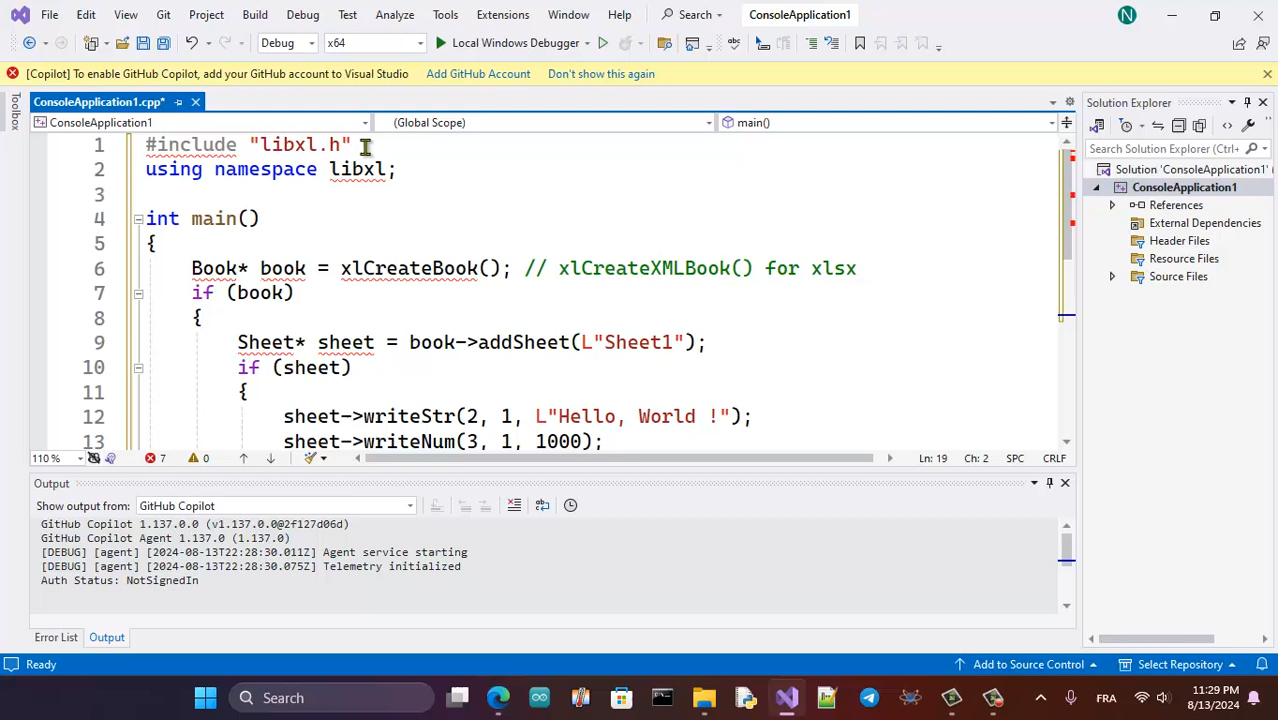 File Edit View Git Project Build Debug Test Analyze Tools Extensions Window Help Search ConsoleApplication1 N
Debug x64 Local Windows Debugger
[Copilot] To enable GitHub Copilot, add your GitHub account to Visual Studio Add GitHub Account Don't show this again
Toolbox
ConsoleApplication1.cpp*
ConsoleApplication1 (Global Scope) main()
1 #include "libxl.h"
2 using namespace libxl;
3
4 int main()
5 {
6 Book* book = xlCreateBook(); // xlCreateXMLBook() for xlsx
7 if (book)
8 {
9 Sheet* sheet = book->addSheet(L"Sheet1");
10 if (sheet)
11 {
12 sheet->writeStr(2, 1, L"Hello, World !");
13 sheet->writeNum(3, 1, 1000);
110 % 7 0 Ln: 19 Ch: 2 SPC CRLF
Output
Show output from: GitHub Copilot
GitHub Copilot 1.137.0.0 (v1.137.0.0@2f127d06d)
GitHub Copilot Agent 1.137.0 (1.137.0)
[DEBUG] [agent] [2024-08-13T22:28:30.011Z] Agent service starting
[DEBUG] [agent] [2024-08-13T22:28:30.075Z] Telemetry initialized
Auth Status: NotSignedIn
Error List Output
Solution Explorer
Search Solution Explorer (Ctrl+
Solution 'ConsoleApplication1' (
ConsoleApplication1
References
External Dependencies
Header Files
Resource Files
Source Files
Ready Add to Source Control Select Repository
Search FRA 11:29 PM
8/13/2024